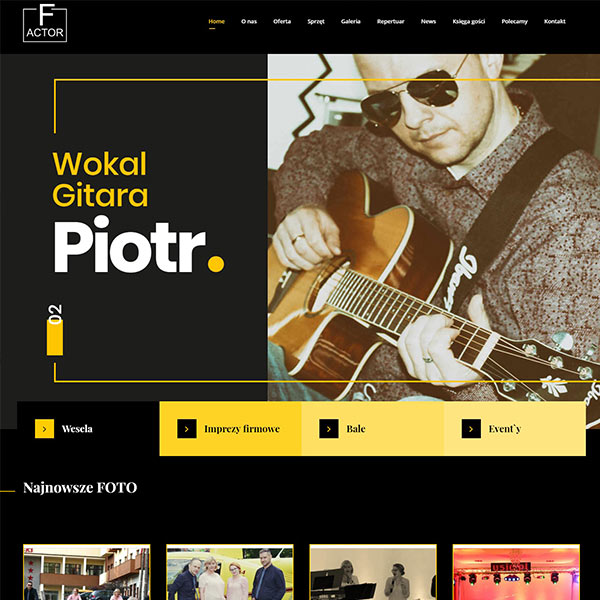 F
ACTOR
Home O nas Oferta Sprzęt Galeria Repertuar News Księga gości Polecamy Kontakt
Wokal
Gitara
Piotr.
02
Ibanez
Wesela Imprezy firmowe Bale Event`y
Najnowsze FOTO